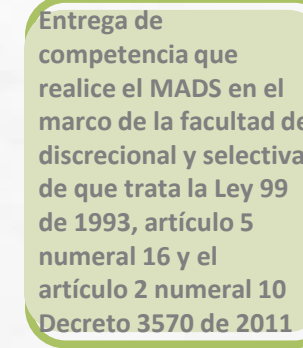 Entrega de
competencia que
realice el MADS en el
marco de la facultad de
discrecional y selectiva
de que trata la Ley 99
de 1993, artículo 5
numeral 16 y el
artículo 2 numeral 10
Decreto 3570 de 2011